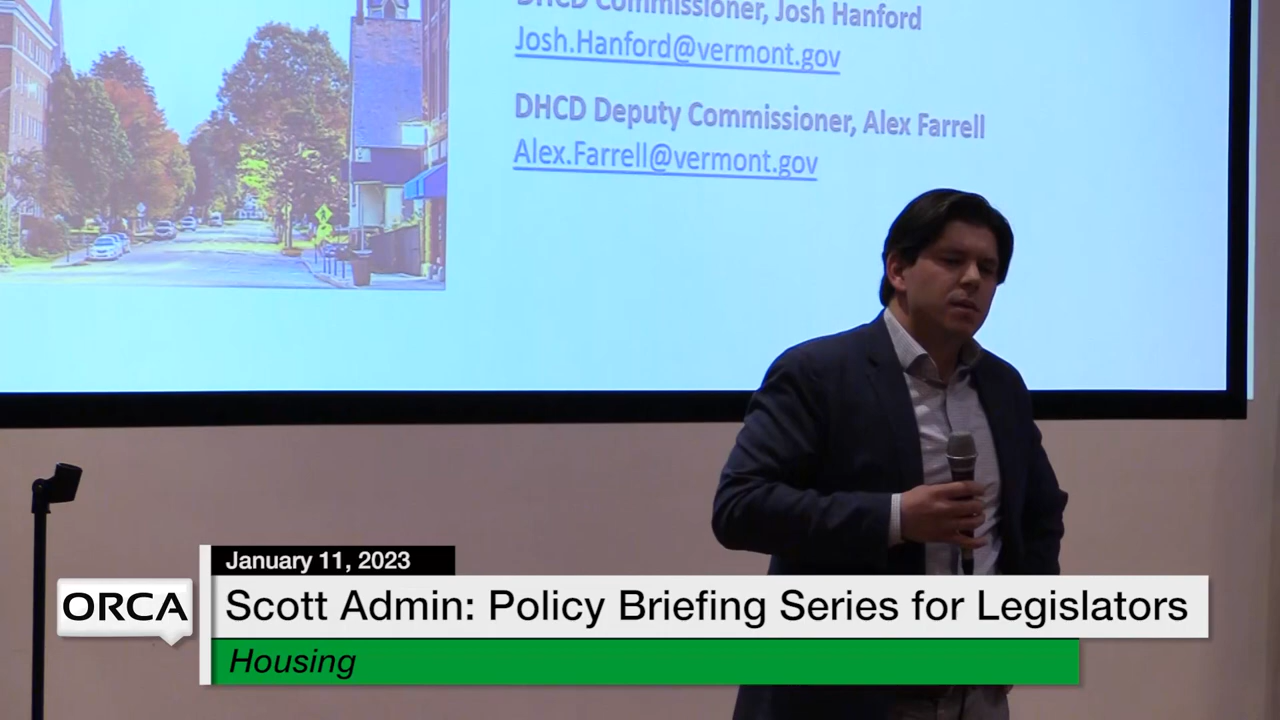 DHCD Commissioner, Josh Hanford
Josh.Hanford@vermont.gov
DHCD Deputy Commissioner, Alex Farrell
Alex.Farrell@vermont.gov
January 11, 2023
ORCA
Scott Admin: Policy Briefing Series for Legislators
Housing